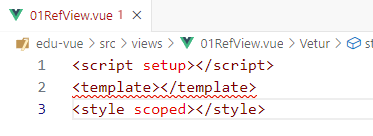 01RefView.vue 1 ×
edu-vue > src > views > 01RefView.vue > Vetur >
1 <script setup></script>
2 <template></template>
3 <style scoped></style>